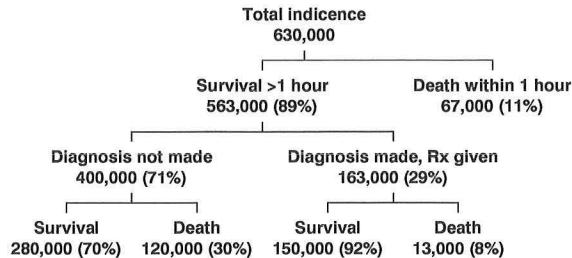 Total indicence
630,000
Survival >1 hour
563,000 (89%)
Death within 1 hour
67,000 (11%)
Diagnosis not made
400,000 (71%)
Diagnosis made, Rx given
163,000 (29%)
Survival
280,000 (70%)
Death
120,000 (30%)
Survival
150,000 (92%)
Death
13,000 (8%)